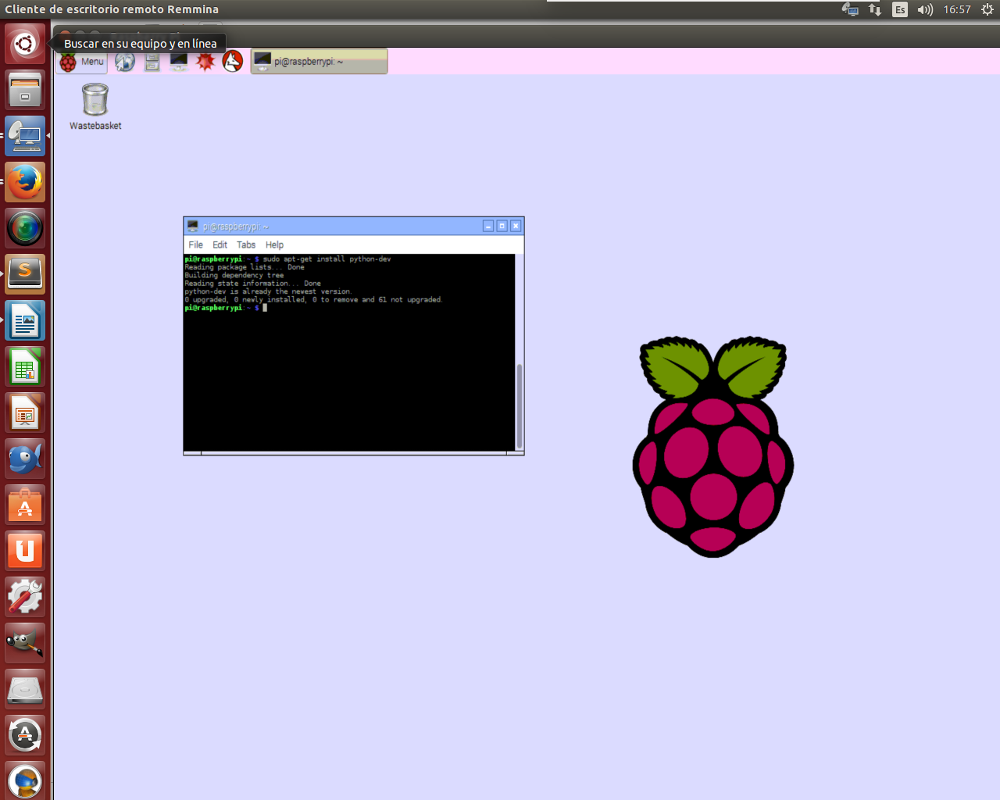 Cliente de escritorio remoto Remmina
Es
16:57
Buscar en su equipo y en línea
Menu
pi@raspberrypi: ~
Wastebasket
pi@raspberrypi: ~
File Edit Tabs Help
pi@raspberrypi:~ $ sudo apt-get install python-dev
Reading package lists... Done
Building dependency tree
Reading state information... Done
python-dev is already the newest version.
0 upgraded, 0 newly installed, 0 to remove and 61 not upgraded.
pi@raspberrypi:~ $